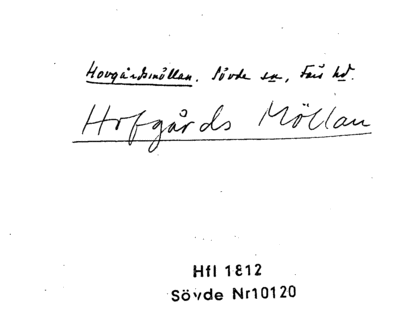 Hovgårdsmöllan. Sövde sn, Färs hd.
Hofgårds Möllan
Hfl 1812
Sövde Nr10120